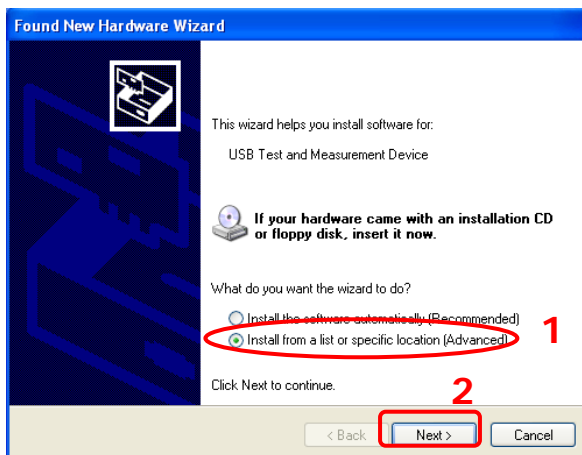 Found New Hardware Wizard
This wizard helps you install software for:
USB Test and Measurement Device
If your hardware came with an installation CD
or floppy disk, insert it now.
What do you want the wizard to do?
Install the software automatically (Recommended)
Install from a list or specific location (Advanced)
1
Click Next to continue.
2
< Back
Next >
Cancel